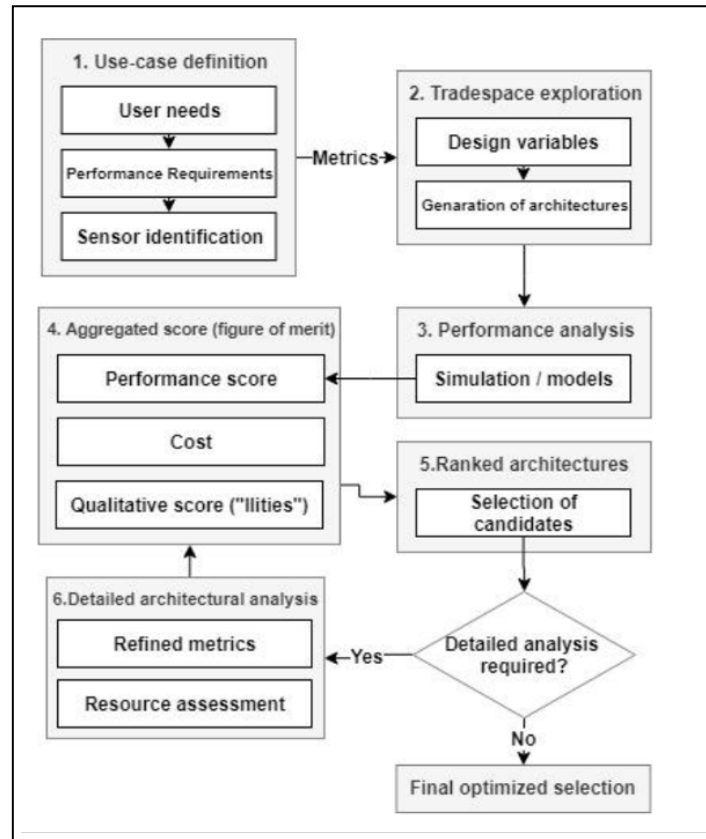 1. Use-case definition
User needs
Performance Requirements
Sensor identification
Metrics
2. Tradespace exploration
Design variables
Genaration of architectures
3. Performance analysis
Simulation / models
4. Aggregated score (figure of merit)
Performance score
Cost
Qualitative score ("Ilities")
5.Ranked architectures
Selection of
candidates
Detailed analysis
required?
Yes
6.Detailed architectural analysis
Refined metrics
Resource assessment
No
Final optimized selection